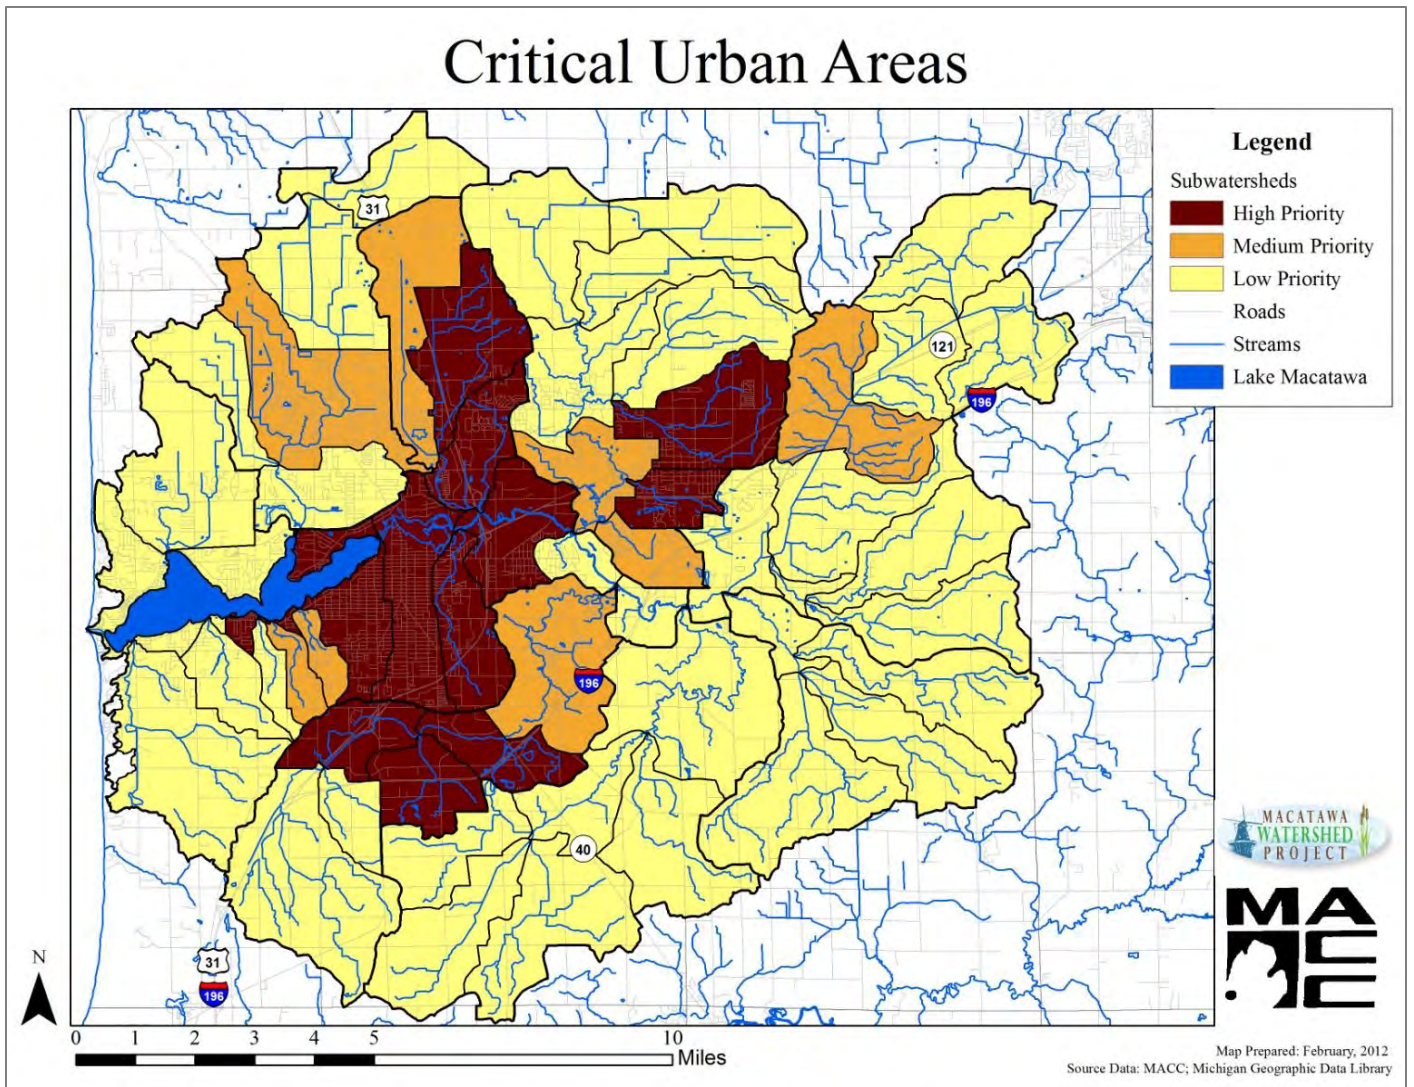 Critical Urban Areas
Legend
Subwatersheds
High Priority
Medium Priority
Low Priority
Roads
Streams
Lake Macatawa
31
121
196
196
40
31
196
MACATAWA
WATERSHED
PROJECT
MA
CC
N
0 1 2 3 4 5 10
Miles
Map Prepared: February, 2012
Source Data: MACC; Michigan Geographic Data Library